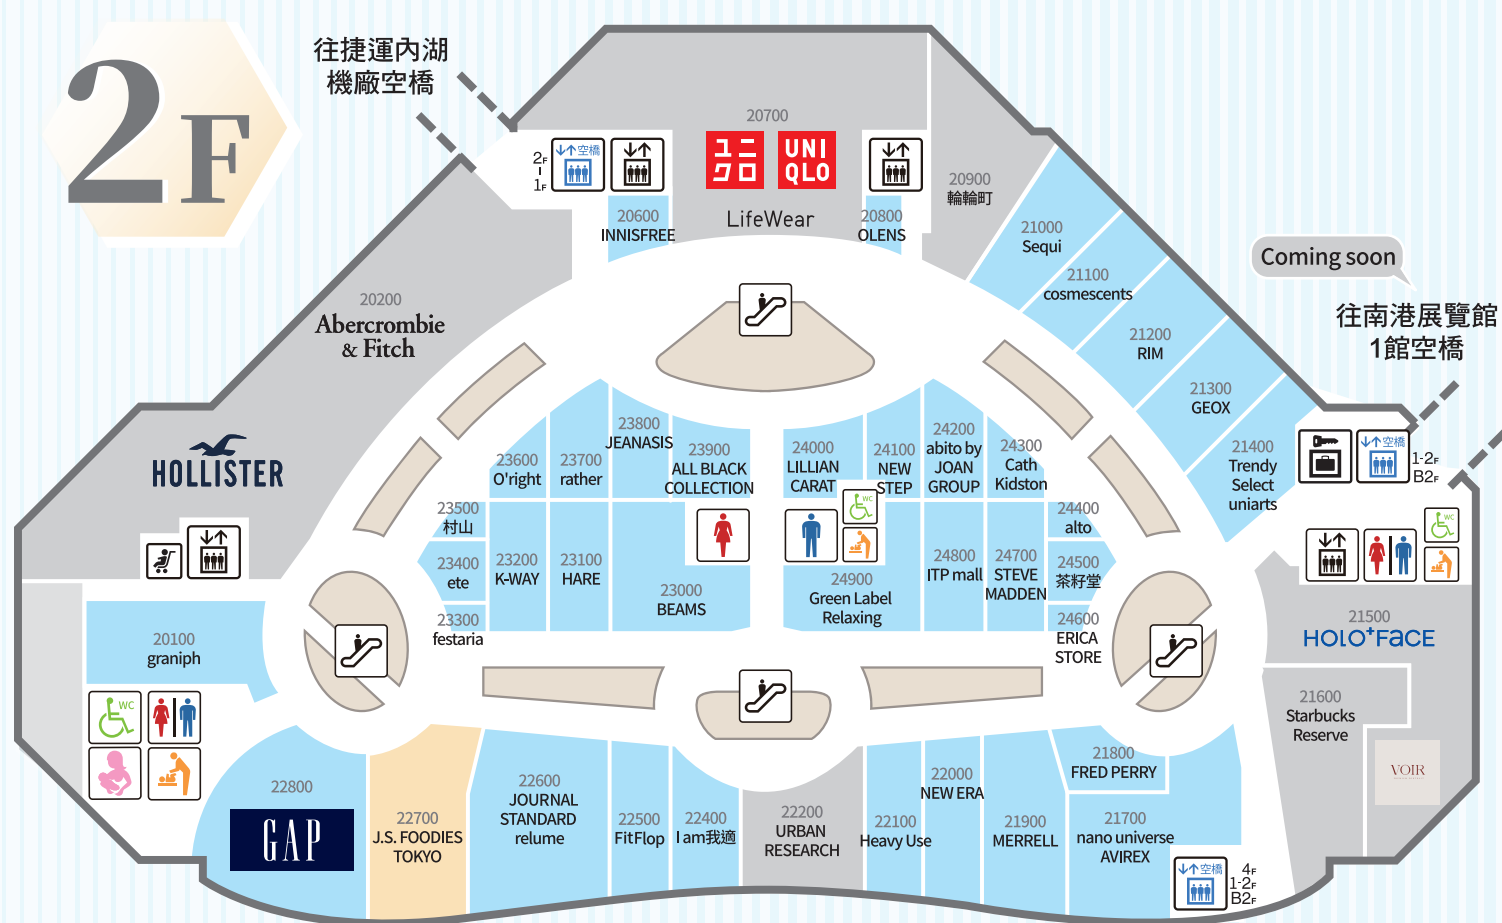 2F
往捷運內湖
機廠空橋
20700
ユニ
クロ
UNI
QLO
LifeWear
↓↑空橋
2F
1F
20600
INNISFREE
20800
OLENS
20900
輪輪町
21000
Sequi
21100
cosmescents
21200
RIM
21300
GEOX
21400
Trendy
Select
uniarts
Coming soon
往南港展覽館
1館空橋
↓↑空橋
1-2F
B2F
20200
Abercrombie
& Fitch
HOLLISTER
23600
O'right
23700
rather
23800
JEANASIS
23900
ALL BLACK
COLLECTION
24000
LILLIAN
CARAT
24100
NEW
STEP
24200
abito by
JOAN
GROUP
24300
Cath
Kidston
23500
村山
23400
ete
23300
festaria
23200
K-WAY
23100
HARE
23000
BEAMS
WC
24900
Green Label
Relaxing
24800
ITP mall
24700
STEVE
MADDEN
24400
alto
24500
茶籽堂
24600
ERICA
STORE
WC
21500
HOLO+FACE
21600
Starbucks
Reserve
VOIR
20100
graniph
WC
22800
GAP
22700
J.S. FOODIES
TOKYO
22600
JOURNAL
STANDARD
relume
22500
FitFlop
22400
I am我適
22200
URBAN
RESEARCH
22100
Heavy Use
22000
NEW ERA
21900
MERRELL
21800
FRED PERRY
21700
nano universe
AVIREX
↓↑空橋
4F
1-2F
B2F